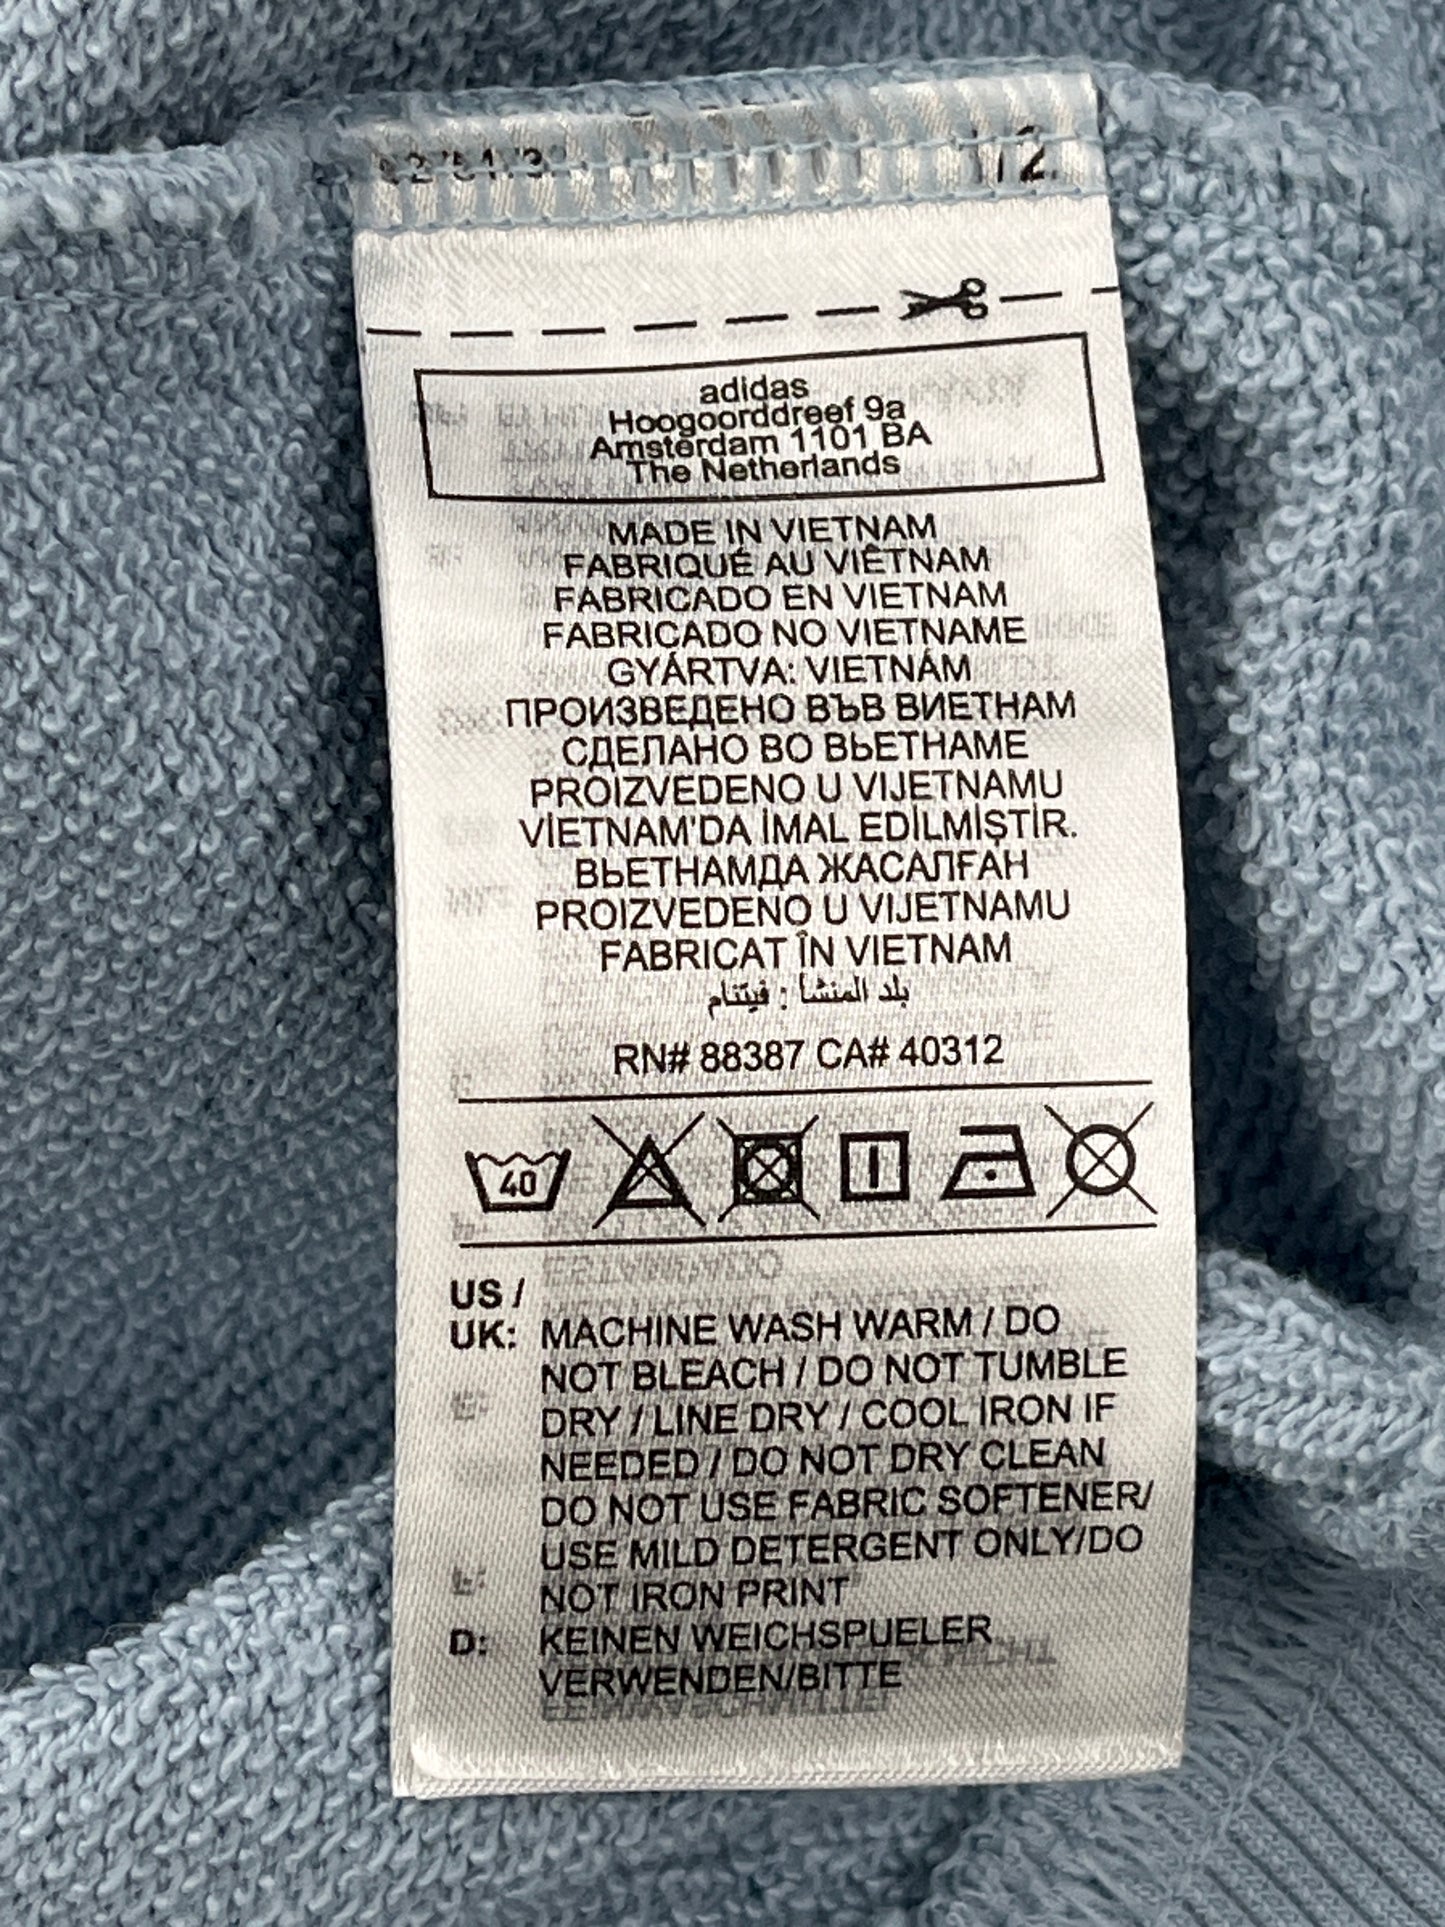 adidas
Hoogoorddreef 9a
Amsterdam 1101 BA
The Netherlands
MADE IN VIETNAM
FABRIQUÉ AU VIÊTNAM
FABRICADO EN VIETNAM
FABRICADO NO VIETNAME
GYÁRTVA: VIETNÁM
ПРОИЗВЕДЕНО ВЪВ ВИЕТНАМ
СДЕЛАНО ВО ВЬЕТНАМЕ
PROIZVEDENO U VIJETNAMU
VİETNAM'DA İMAL EDİLMİŞTİR.
ВЬЕТНАМДА ЖАСАЛҒАН
PROIZVEDENO U VIJETNAMU
FABRICAT ÎN VIETNAM
بلد المنشأ : فيتنام
RN# 88387 CA# 40312
40
US /
UK: MACHINE WASH WARM / DO
NOT BLEACH / DO NOT TUMBLE
DRY / LINE DRY / COOL IRON IF
NEEDED / DO NOT DRY CLEAN
DO NOT USE FABRIC SOFTENER/
USE MILD DETERGENT ONLY/DO
NOT IRON PRINT
D: KEINEN WEICHSPUELER
VERWENDEN/BITTE